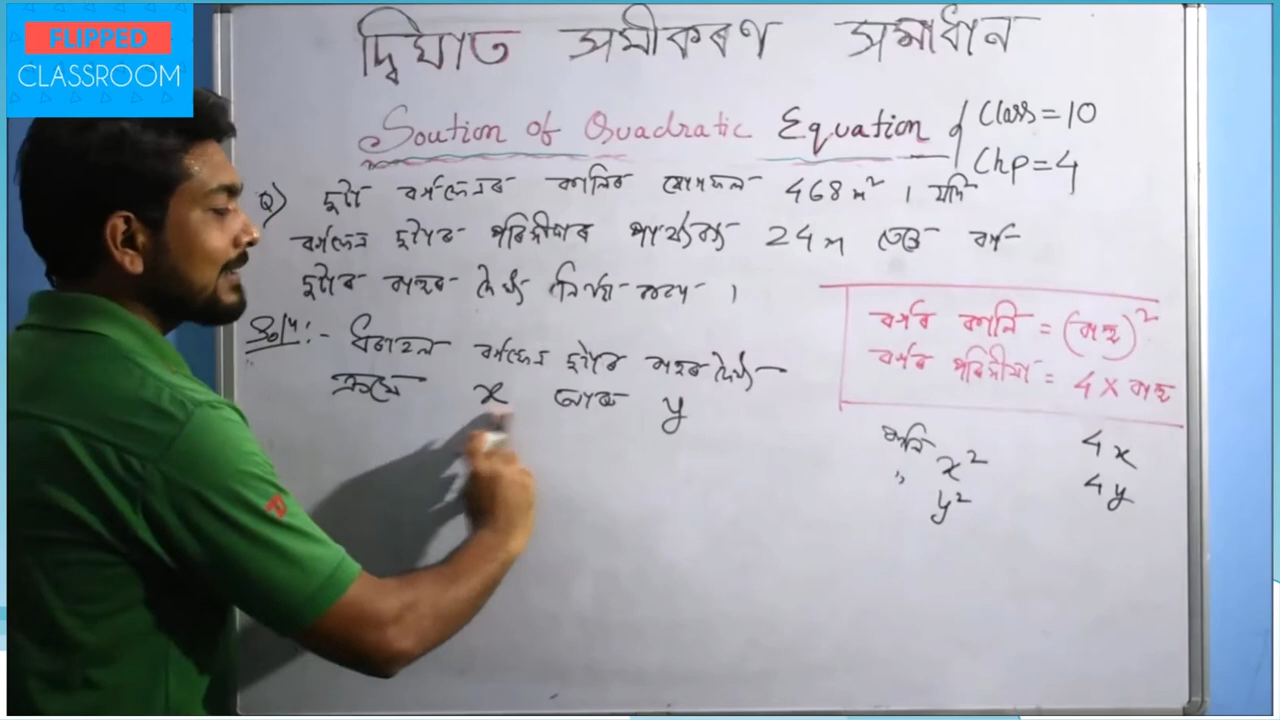 FLIPPED
CLASSROOM
দ্বিঘাত সমীকৰণ সমাধান
Soution of Quadratic Equation
Class = 10
Chp = 4
Q) দুটা বৰ্গক্ষেত্ৰৰ কালিৰ যোগফল 468 m² । যদি
বৰ্গক্ষেত্ৰ দুটাৰ পৰিসীমাৰ পাৰ্থক্য 24 m তেন্তে বৰ্গ
দুটাৰ বাহুৰ দৈৰ্ঘ্য নিৰ্ণয় কৰা ।
Solⁿ :- ধৰাহল বৰ্গক্ষেত্ৰ দুটাৰ বাহুৰ দৈৰ্ঘ্য
ক্ৰমে x আৰু y
বৰ্গৰ কালি = (বাহু)²
বৰ্গৰ পৰিসীমা = 4 × বাহু
কালি x² 4x
,, y² 4y